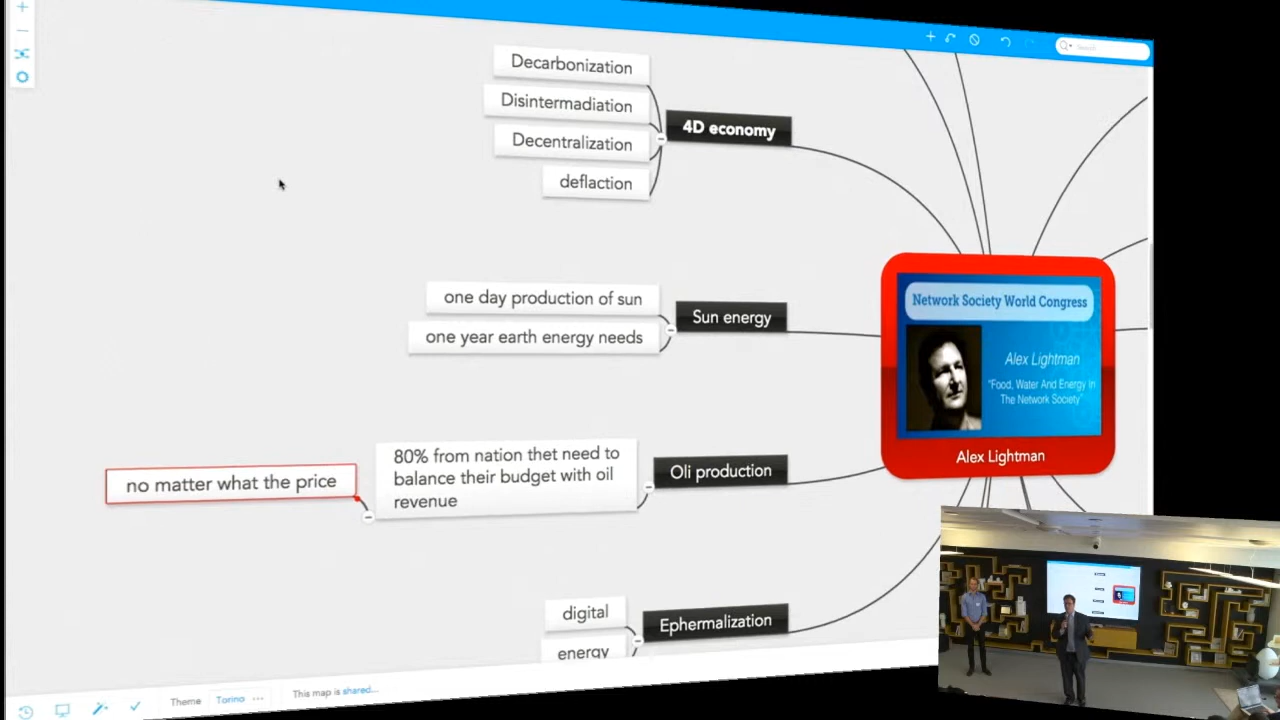 Search
Decarbonization
Disintermadiation
Decentralization
deflaction
4D economy
one day production of sun
one year earth energy needs
Sun energy
no matter what the price
80% from nation thet need to
balance their budget with oil
revenue
Oli production
digital
energy
Ephermalization
Network Society World Congress
Alex Lightman
"Food, Water And Energy In
The Network Society"
Alex Lightman
Theme
Torino
This map is shared...